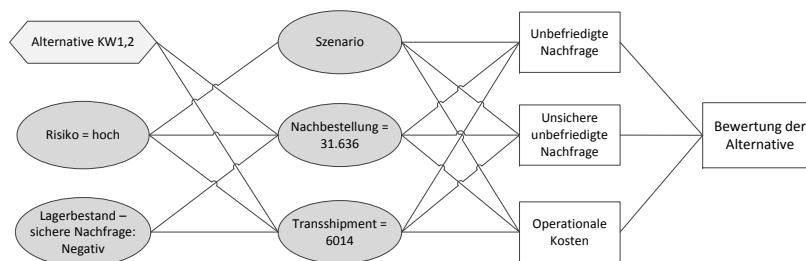 Alternative KW1,2
Szenario
Unbefriedigte
Nachfrage
Risiko = hoch
Nachbestellung =
31.636
Unsichere
unbefriedigte
Nachfrage
Bewertung der
Alternative
Lagerbestand –
sichere Nachfrage:
Negativ
Transshipment =
6014
Operationale
Kosten